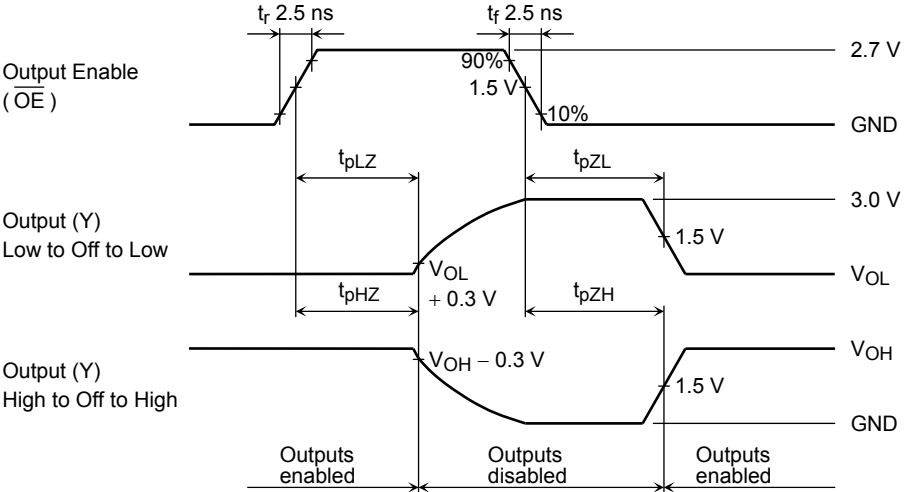 tr 2.5 ns
tf 2.5 ns
Output Enable
( OE )
90%
1.5 V
10%
2.7 V
GND
tpLZ
tpZL
Output (Y)
Low to Off to Low
3.0 V
1.5 V
VOL
+ 0.3 V
VOL
tpHZ
tpZH
Output (Y)
High to Off to High
VOH – 0.3 V
VOH
1.5 V
GND
Outputs
enabled
Outputs
disabled
Outputs
enabled